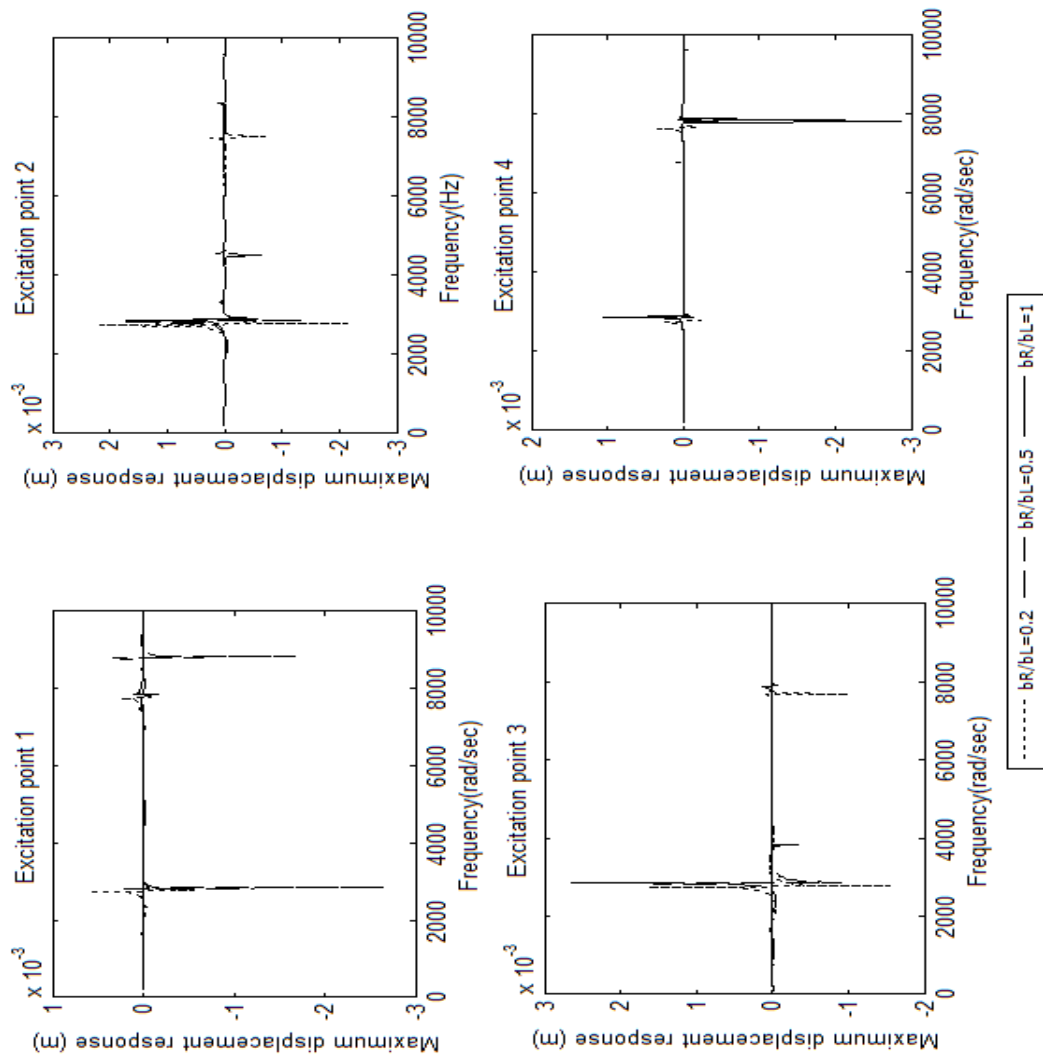 Excitation point 1
x 10^-3
1
0
-1
-2
-3
0 2000 4000 6000 8000 10000
Frequency(rad/sec)
Maximum displacement response (m)
Excitation point 2
x 10^-3
3
2
1
0
-1
-2
-3
0 2000 4000 6000 8000 10000
Frequency(Hz)
Maximum displacement response (m)
Excitation point 3
x 10^-3
3
2
1
0
-1
-2
0 2000 4000 6000 8000 10000
Frequency(rad/sec)
Maximum displacement response (m)
Excitation point 4
x 10^-3
2
1
0
-1
-2
-3
0 2000 4000 6000 8000 10000
Frequency(rad/sec)
Maximum displacement response (m)
bR/bL=0.2 bR/bL=0.5 bR/bL=1